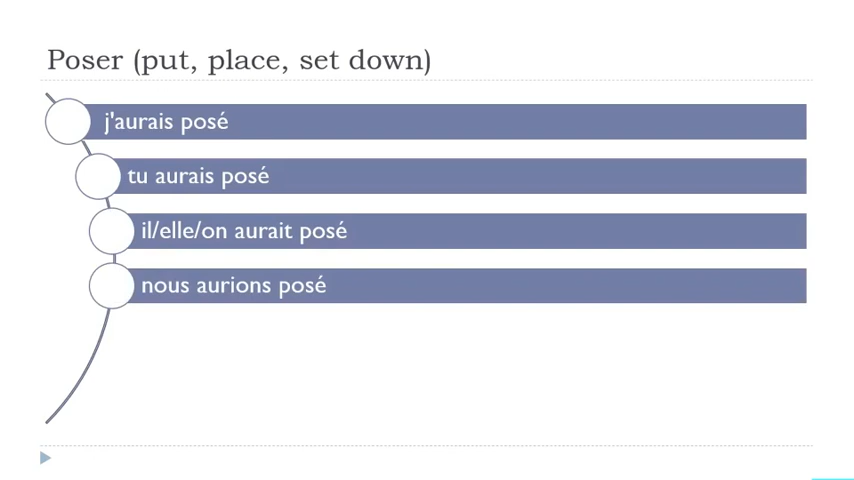 Poser (put, place, set down)
j'aurais posé
tu aurais posé
il/elle/on aurait posé
nous aurions posé